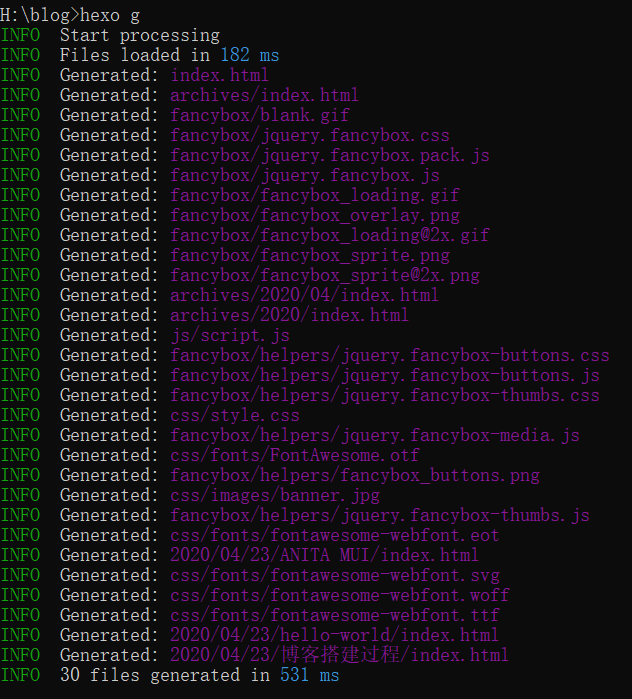 H:\blog>hexo g
INFO  Start processing
INFO  Files loaded in 182 ms
INFO  Generated: index.html
INFO  Generated: archives/index.html
INFO  Generated: fancybox/blank.gif
INFO  Generated: fancybox/jquery.fancybox.css
INFO  Generated: fancybox/jquery.fancybox.pack.js
INFO  Generated: fancybox/jquery.fancybox.js
INFO  Generated: fancybox/fancybox_loading.gif
INFO  Generated: fancybox/fancybox_overlay.png
INFO  Generated: fancybox/fancybox_loading@2x.gif
INFO  Generated: fancybox/fancybox_sprite.png
INFO  Generated: fancybox/fancybox_sprite@2x.png
INFO  Generated: archives/2020/04/index.html
INFO  Generated: archives/2020/index.html
INFO  Generated: js/script.js
INFO  Generated: fancybox/helpers/jquery.fancybox-buttons.css
INFO  Generated: fancybox/helpers/jquery.fancybox-buttons.js
INFO  Generated: fancybox/helpers/jquery.fancybox-thumbs.css
INFO  Generated: css/style.css
INFO  Generated: fancybox/helpers/jquery.fancybox-media.js
INFO  Generated: css/fonts/FontAwesome.otf
INFO  Generated: fancybox/helpers/fancybox_buttons.png
INFO  Generated: css/images/banner.jpg
INFO  Generated: fancybox/helpers/jquery.fancybox-thumbs.js
INFO  Generated: css/fonts/fontawesome-webfont.eot
INFO  Generated: 2020/04/23/ANITA MUI/index.html
INFO  Generated: css/fonts/fontawesome-webfont.svg
INFO  Generated: css/fonts/fontawesome-webfont.woff
INFO  Generated: css/fonts/fontawesome-webfont.ttf
INFO  Generated: 2020/04/23/hello-world/index.html
INFO  Generated: 2020/04/23/博客搭建过程/index.html
INFO  30 files generated in 531 ms